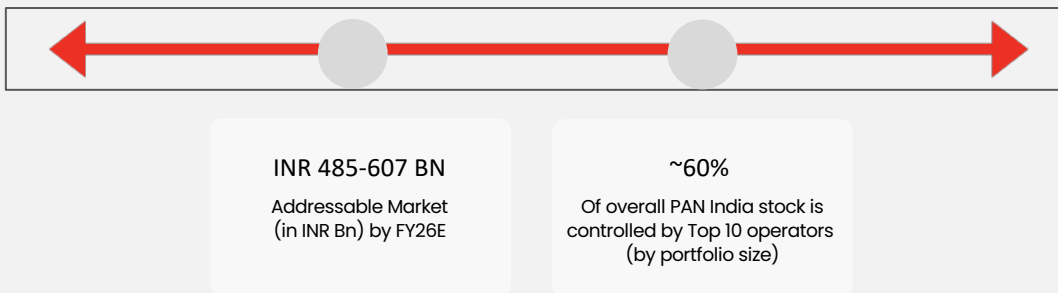 INR 485-607 BN
Addressable Market
(in INR Bn) by FY26E
~60%
Of overall PAN India stock is
controlled by Top 10 operators
(by portfolio size)